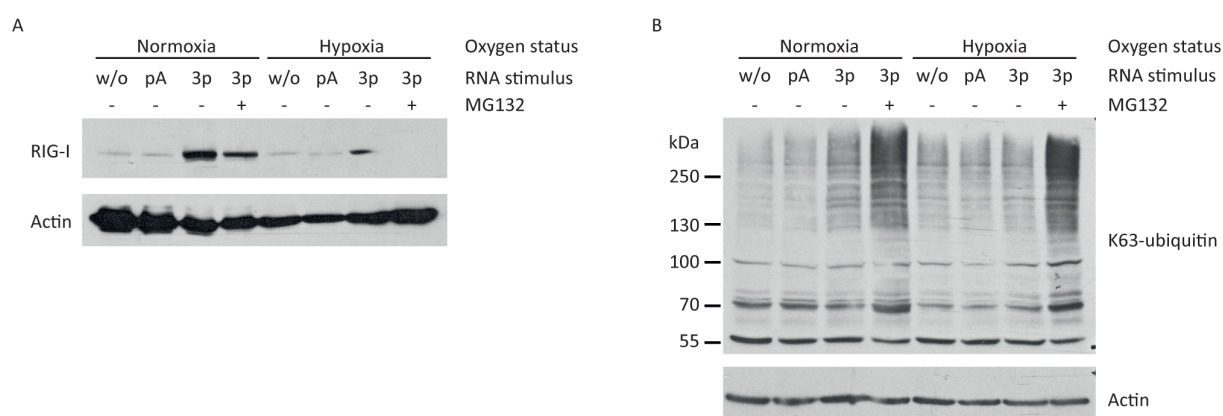 A
Normoxia Hypoxia Oxygen status
w/o pA 3p 3p w/o pA 3p 3p RNA stimulus
- - - + - - - + MG132
RIG-I
Actin
B
Normoxia Hypoxia Oxygen status
w/o pA 3p 3p w/o pA 3p 3p RNA stimulus
- - - + - - - + MG132
kDa
250
130
K63-ubiquitin
100
70
55
Actin